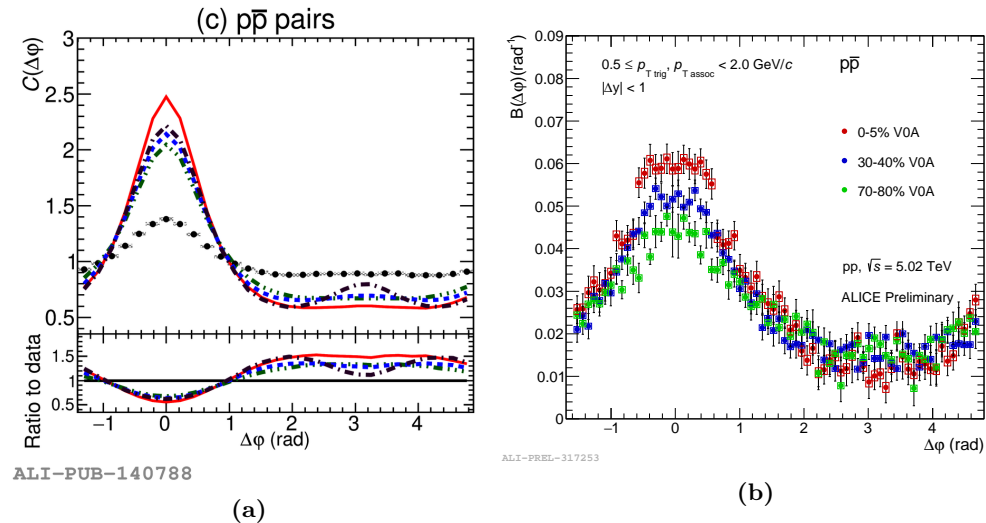 (c) pp̅ pairs
C(Δφ)
3
2.5
2
1.5
1
0.5
Ratio to data
1.5
1
0.5
−1 0 1 2 3 4
Δφ (rad)
ALI−PUB−140788
(a)
B(Δφ)(rad⁻¹)
0.09
0.08
0.07
0.06
0.05
0.04
0.03
0.02
0.01
0
0.5 ≤ p_T trig, p_T assoc < 2.0 GeV/c
|Δy| < 1
pp̅
0-5% V0A
30-40% V0A
70-80% V0A
pp, √s = 5.02 TeV
ALICE Preliminary
−1 0 1 2 3 4
Δφ (rad)
ALI-PREL-317253
(b)